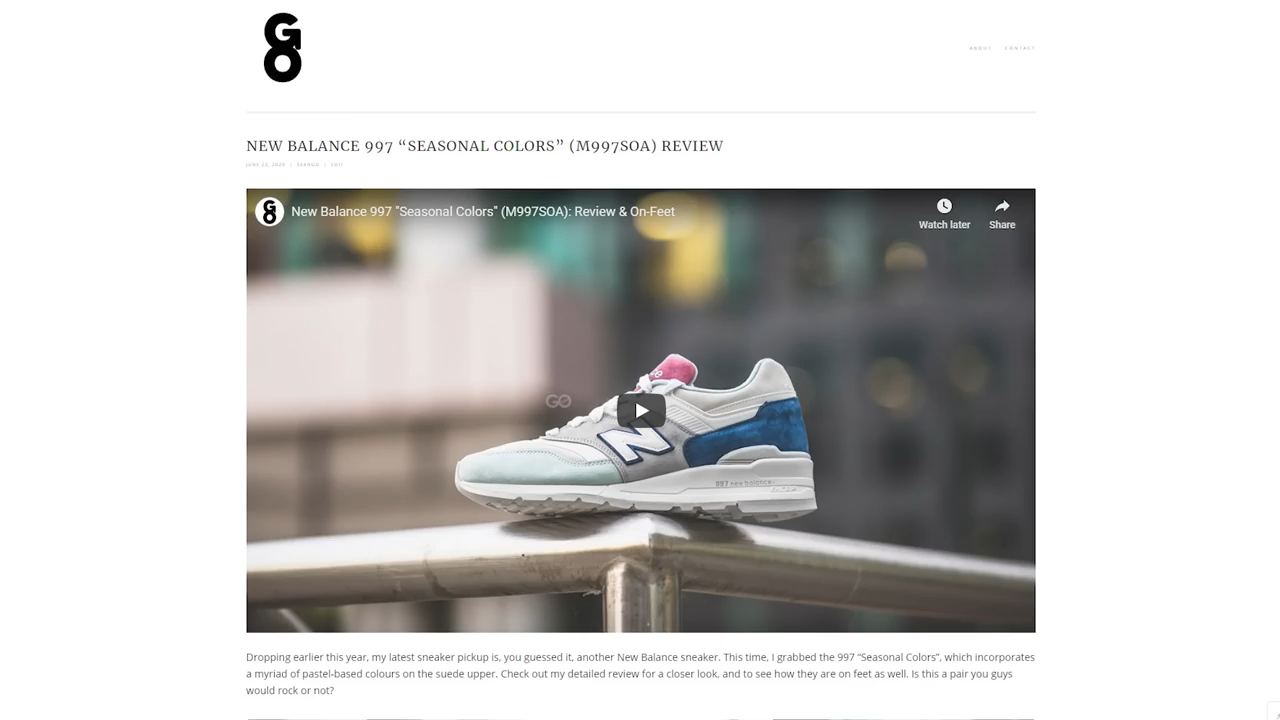 GO
ABOUT CONTACT
NEW BALANCE 997 “SEASONAL COLORS” (M997SOA) REVIEW
New Balance 997 "Seasonal Colors" (M997SOA): Review & On-Feet
Watch later
Share
GO
N
997 new balance
Dropping earlier this year, my latest sneaker pickup is, you guessed it, another New Balance sneaker. This time, I grabbed the 997 “Seasonal Colors”, which incorporates
a myriad of pastel-based colours on the suede upper. Check out my detailed review for a closer look, and to see how they are on feet as well. Is this a pair you guys
would rock or not?